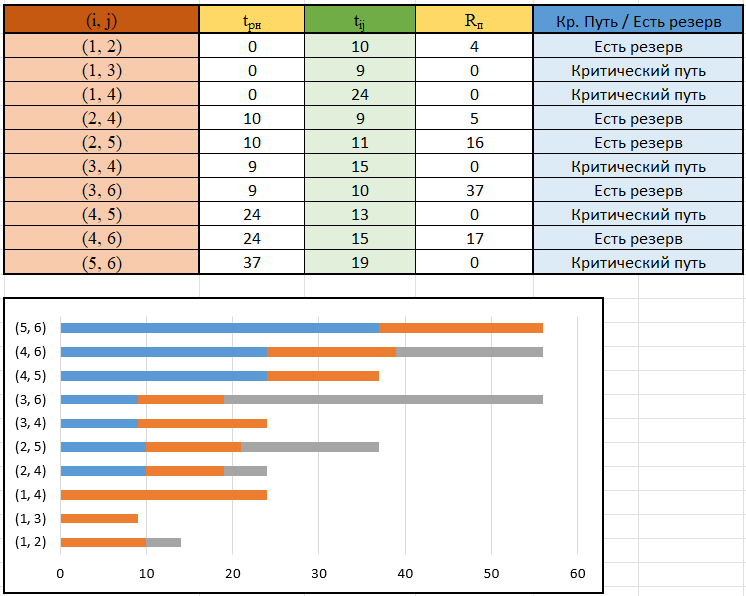 (i, j) tрн tij Rп Кр. Путь / Есть резерв
(1, 2) 0 10 4 Есть резерв
(1, 3) 0 9 0 Критический путь
(1, 4) 0 24 0 Критический путь
(2, 4) 10 9 5 Есть резерв
(2, 5) 10 11 16 Есть резерв
(3, 4) 9 15 0 Критический путь
(3, 6) 9 10 37 Есть резерв
(4, 5) 24 13 0 Критический путь
(4, 6) 24 15 17 Есть резерв
(5, 6) 37 19 0 Критический путь
(5, 6)
(4, 6)
(4, 5)
(3, 6)
(3, 4)
(2, 5)
(2, 4)
(1, 4)
(1, 3)
(1, 2)
0 10 20 30 40 50 60